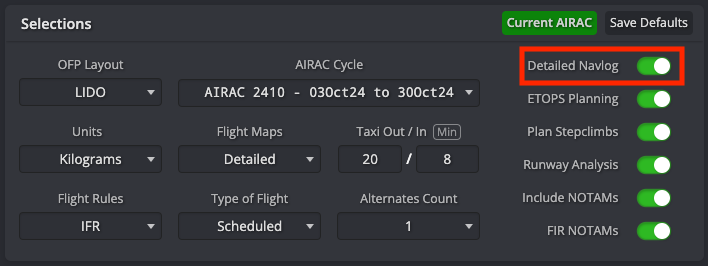 Selections
Current AIRAC
Save Defaults
OFP Layout
AIRAC Cycle
Detailed Navlog
LIDO
AIRAC 2410 - 03Oct24 to 30Oct24
ETOPS Planning
Units
Flight Maps
Taxi Out / In Min
Plan Stepclimbs
Kilograms
Detailed
20 / 8
Runway Analysis
Flight Rules
Type of Flight
Alternates Count
Include NOTAMs
IFR
Scheduled
1
FIR NOTAMs